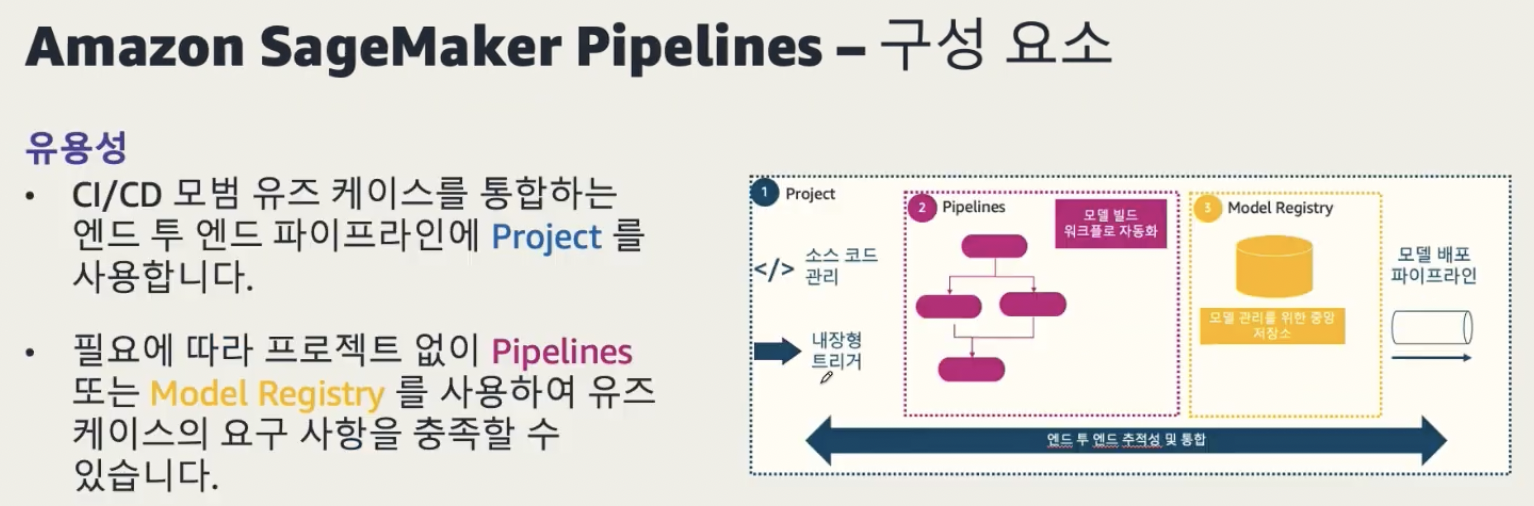 Amazon SageMaker Pipelines – 구성 요소
유용성
• CI/CD 모범 유즈 케이스를 통합하는
엔드 투 엔드 파이프라인에 Project 를
사용합니다.
• 필요에 따라 프로젝트 없이 Pipelines
또는 Model Registry 를 사용하여 유즈
케이스의 요구 사항을 충족할 수
있습니다.
1 Project
</> 소스 코드
관리
내장형
트리거
2 Pipelines
모델 빌드
워크플로 자동화
3 Model Registry
모델 관리를 위한 중앙
저장소
모델 배포
파이프라인
엔드 투 엔드 추적성 및 통합